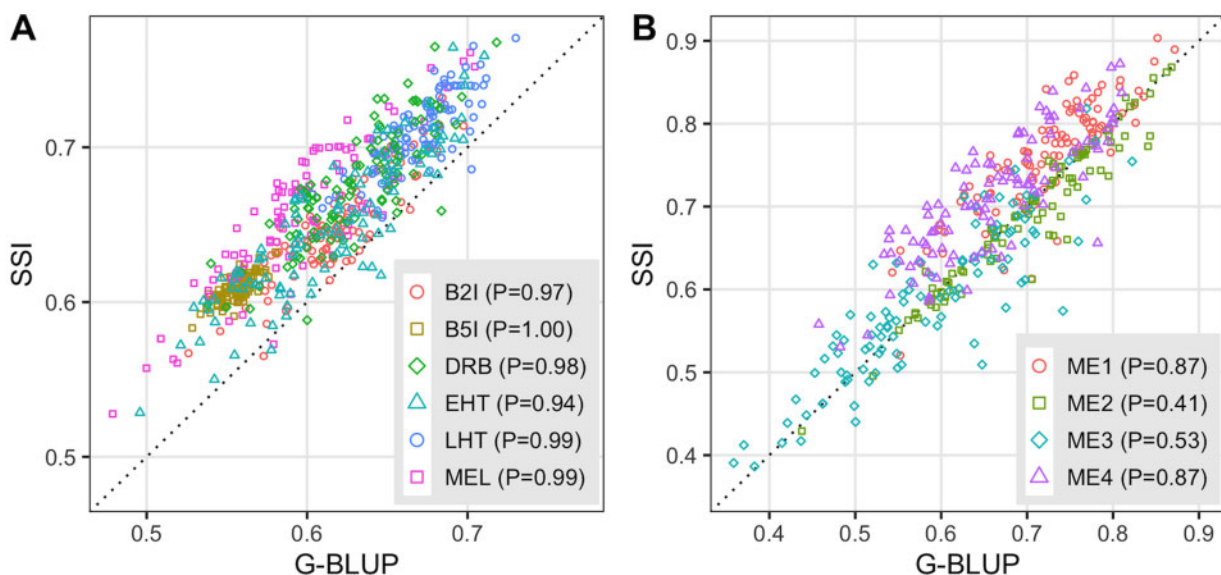 A
SSI
0.7
0.6
0.5
B2I (P=0.97)
B5I (P=1.00)
DRB (P=0.98)
EHT (P=0.94)
LHT (P=0.99)
MEL (P=0.99)
0.5 0.6 0.7
G-BLUP
B
SSI
0.9
0.8
0.7
0.6
0.5
0.4
ME1 (P=0.87)
ME2 (P=0.41)
ME3 (P=0.53)
ME4 (P=0.87)
0.4 0.5 0.6 0.7 0.8 0.9
G-BLUP